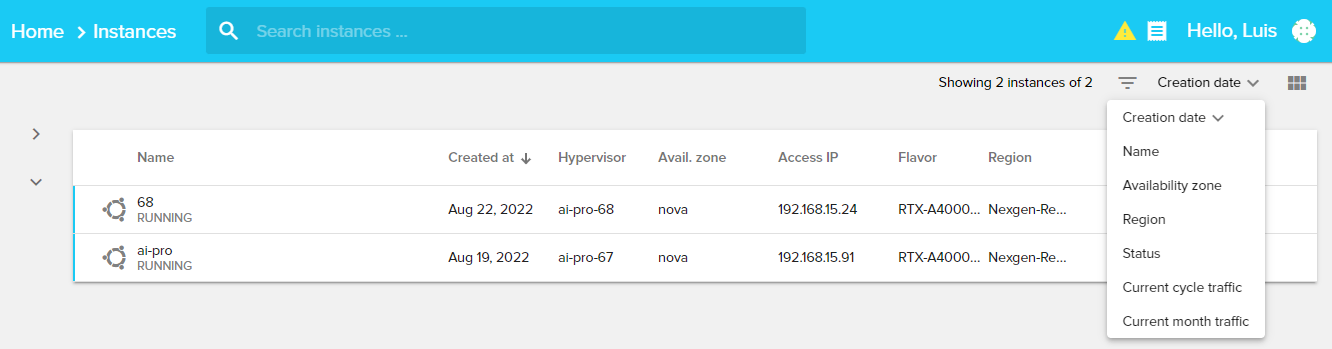 Home > Instances Search instances ... Hello, Luis
Showing 2 instances of 2 Creation date
Creation date
Name
Availability zone
Region
Status
Current cycle traffic
Current month traffic
Name Created at Hypervisor Avail. zone Access IP Flavor Region
68 Aug 22, 2022 ai-pro-68 nova 192.168.15.24 RTX-A4000... Nexgen-Re...
RUNNING
ai-pro Aug 19, 2022 ai-pro-67 nova 192.168.15.91 RTX-A4000... Nexgen-Re...
RUNNING